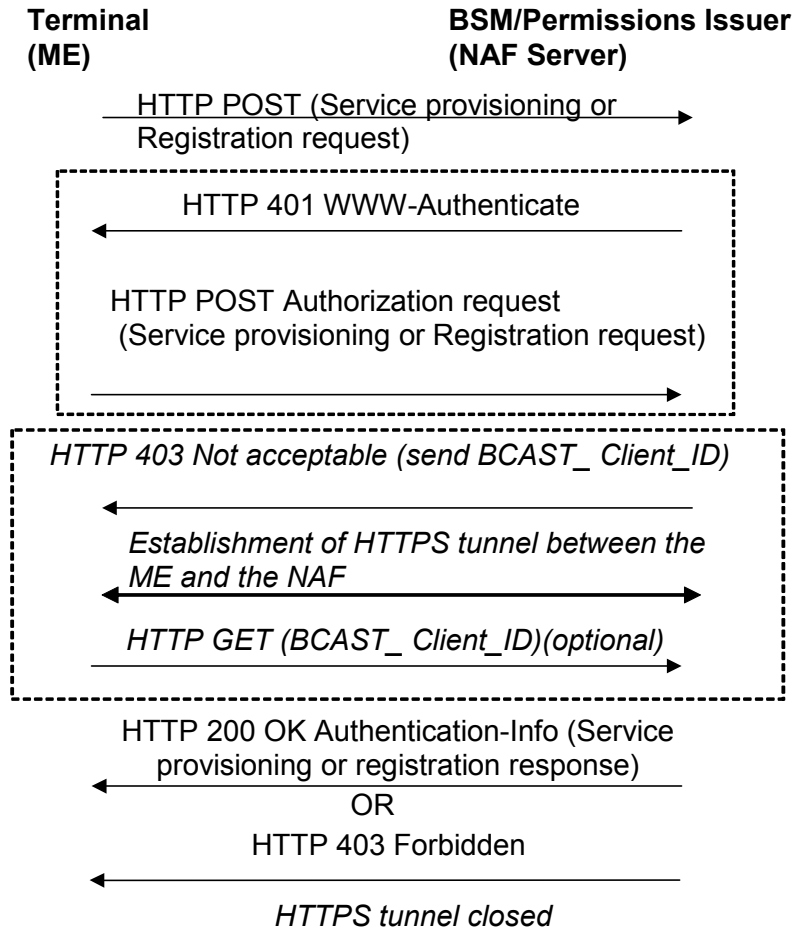 Terminal
(ME)
BSM/Permissions Issuer
(NAF Server)
HTTP POST (Service provisioning or
Registration request)
HTTP 401 WWW-Authenticate
HTTP POST Authorization request
(Service provisioning or Registration request)
HTTP 403 Not acceptable (send BCAST_ Client_ID)
Establishment of HTTPS tunnel between the
ME and the NAF
HTTP GET (BCAST_ Client_ID)(optional)
HTTP 200 OK Authentication-Info (Service
provisioning or registration response)
OR
HTTP 403 Forbidden
HTTPS tunnel closed